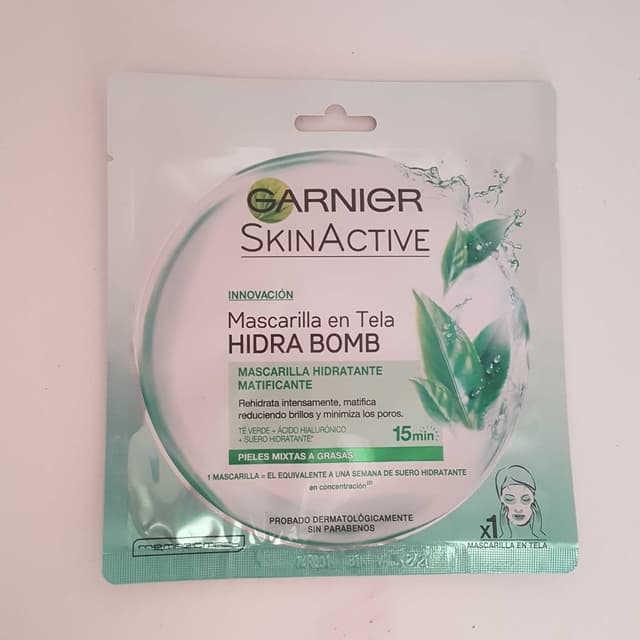 GARNIER
SKINACTIVE
INNOVACIÓN
Mascarilla en Tela
HIDRA BOMB
MASCARILLA HIDRATANTE
MATIFICANTE
Rehidrata intensamente, matifica
reduciendo brillos y minimiza los poros.
TÉ VERDE + ÁCIDO HIALURÓNICO
+ SUERO HIDRATANTE*
15min
PIELES MIXTAS A GRASAS
1 MASCARILLA = EL EQUIVALENTE A UNA SEMANA DE SUERO HIDRATANTE
en concentración(2)
PROBADO DERMATOLÓGICAMENTE
SIN PARABENOS
x1
MASCARILLA EN TELA